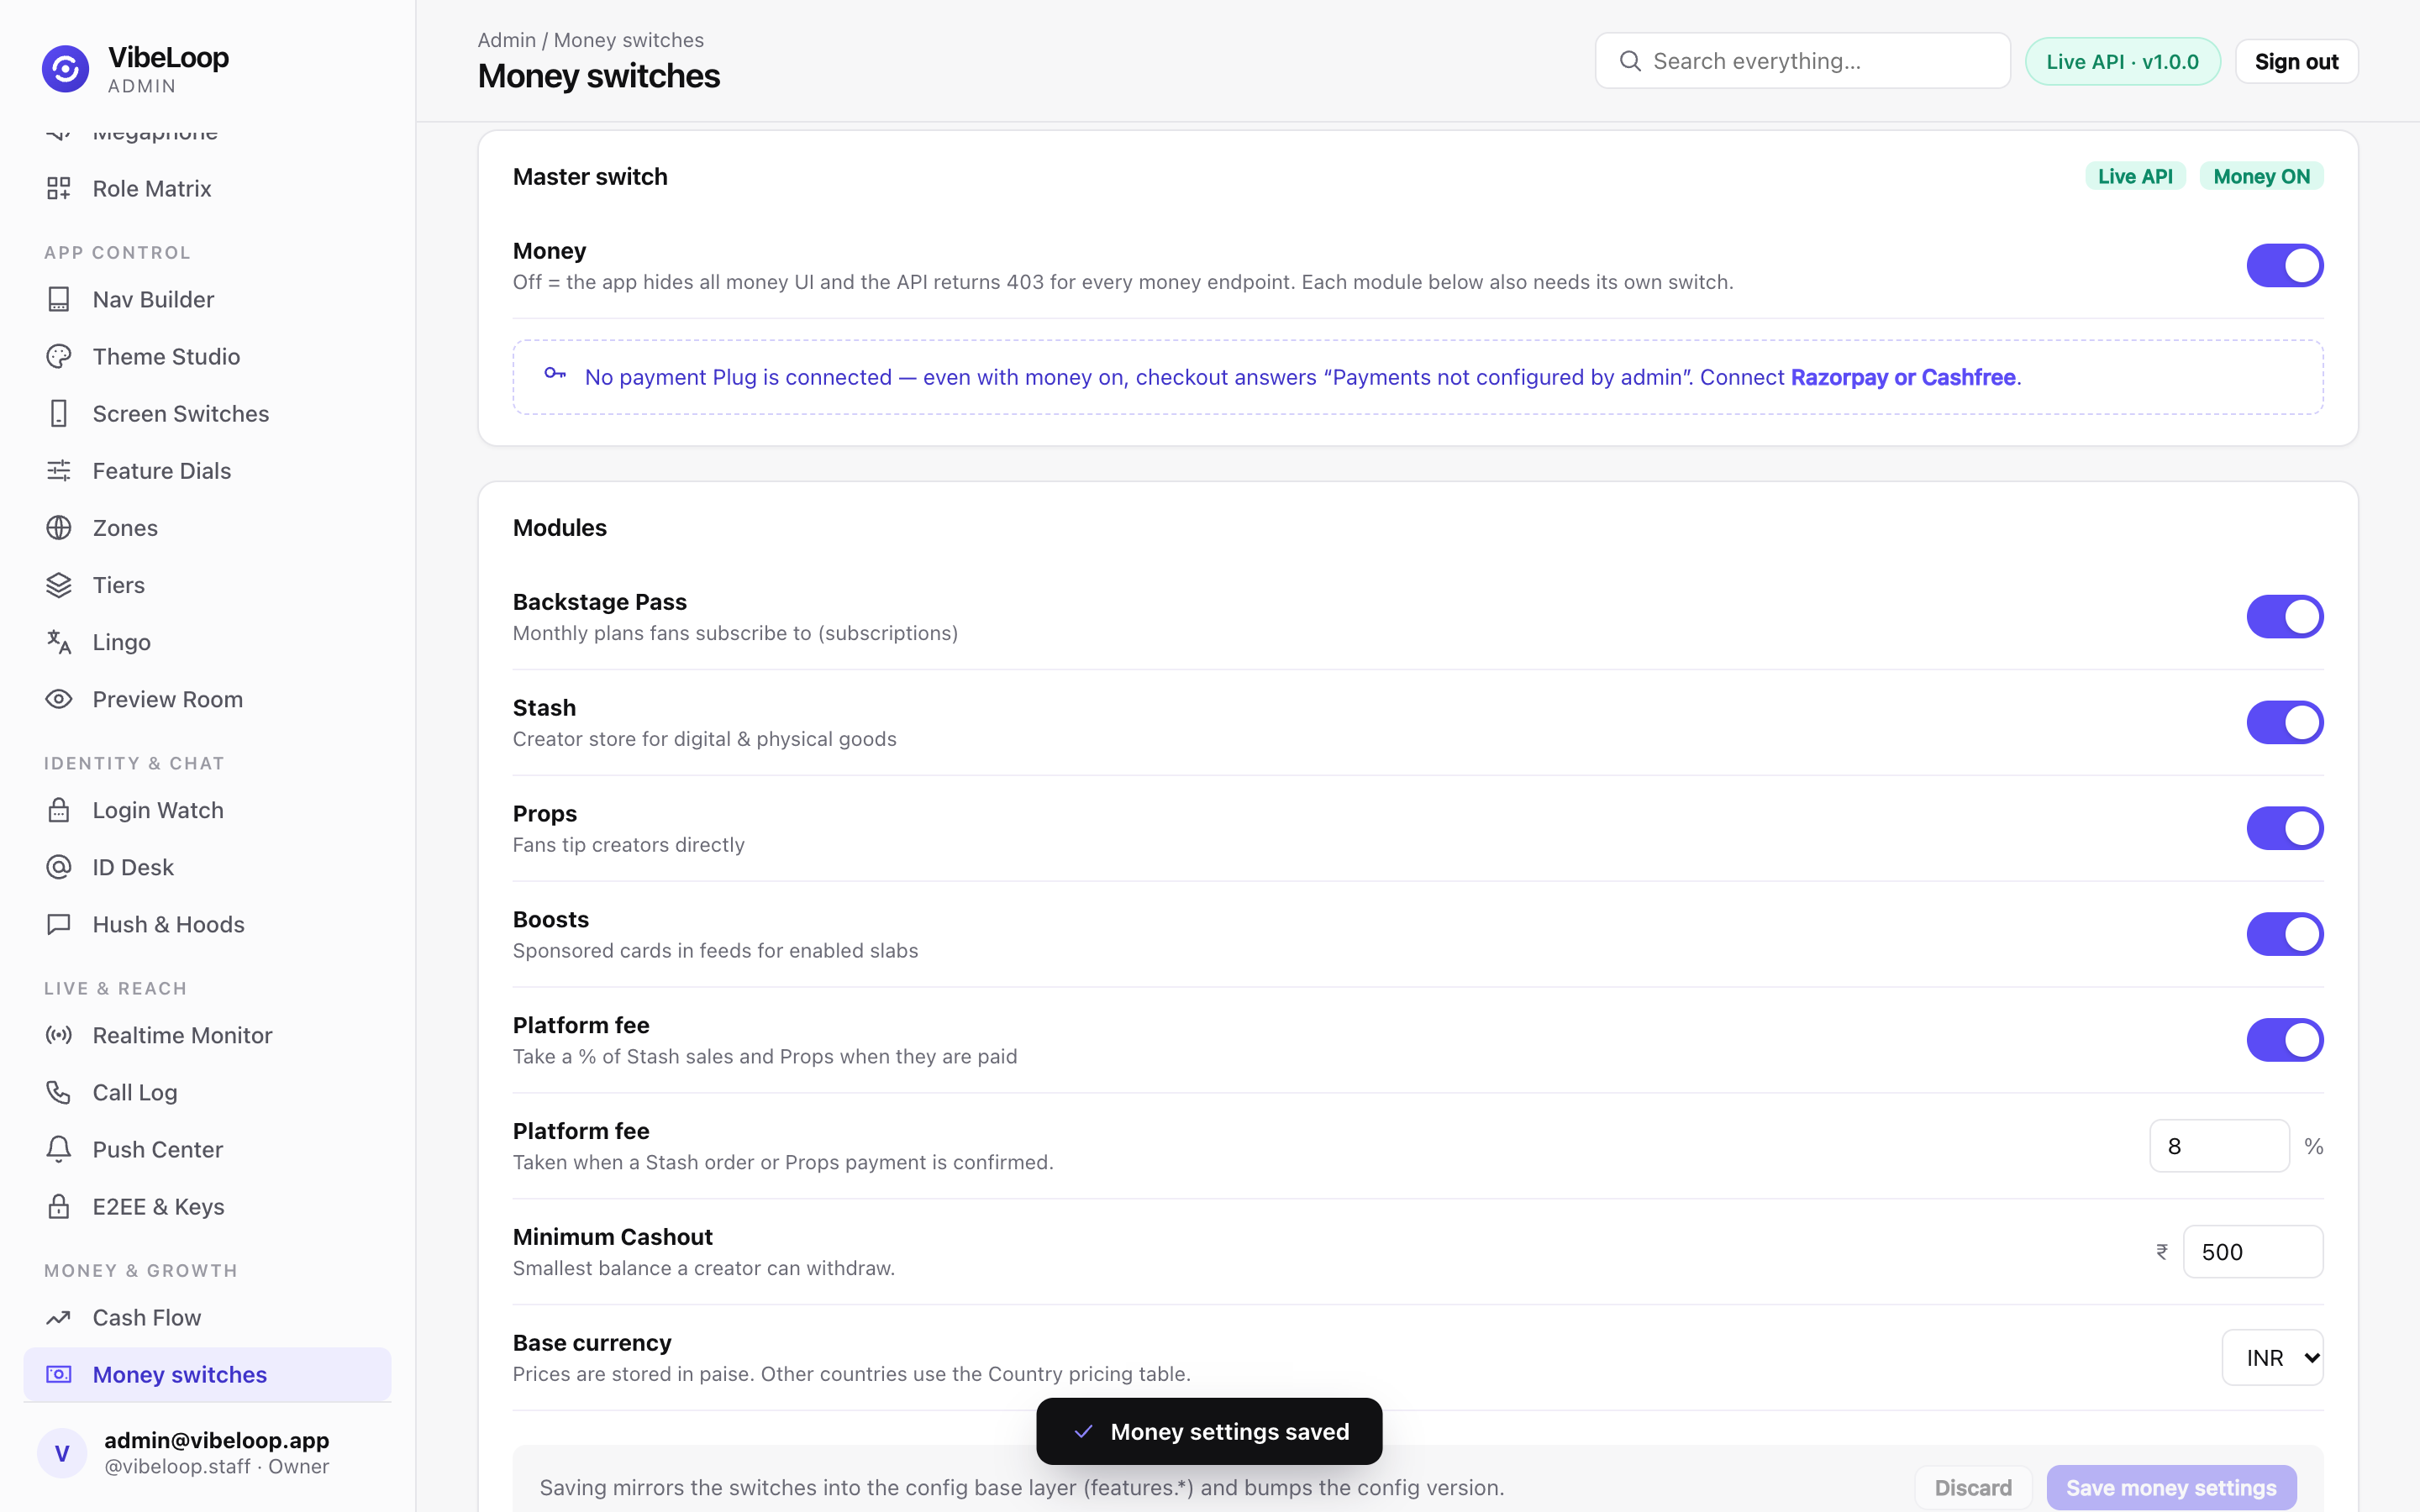 VibeLoop
ADMIN
Megaphone
Role Matrix
APP CONTROL
Nav Builder
Theme Studio
Screen Switches
Feature Dials
Zones
Tiers
Lingo
Preview Room
IDENTITY & CHAT
Login Watch
ID Desk
Hush & Hoods
LIVE & REACH
Realtime Monitor
Call Log
Push Center
E2EE & Keys
MONEY & GROWTH
Cash Flow
Money switches
V
admin@vibeloop.app
@vibeloop.staff · Owner
Admin / Money switches
Money switches
Search everything...
Live API · v1.0.0
Sign out
Master switch
Live API
Money ON
Money
Off = the app hides all money UI and the API returns 403 for every money endpoint. Each module below also needs its own switch.
No payment Plug is connected — even with money on, checkout answers “Payments not configured by admin”. Connect Razorpay or Cashfree.
Modules
Backstage Pass
Monthly plans fans subscribe to (subscriptions)
Stash
Creator store for digital & physical goods
Props
Fans tip creators directly
Boosts
Sponsored cards in feeds for enabled slabs
Platform fee
Take a % of Stash sales and Props when they are paid
Platform fee
Taken when a Stash order or Props payment is confirmed.
8 %
Minimum Cashout
Smallest balance a creator can withdraw.
₹ 500
Base currency
Prices are stored in paise. Other countries use the Country pricing table.
INR
Money settings saved
Saving mirrors the switches into the config base layer (features.*) and bumps the config version.
Discard
Save money settings